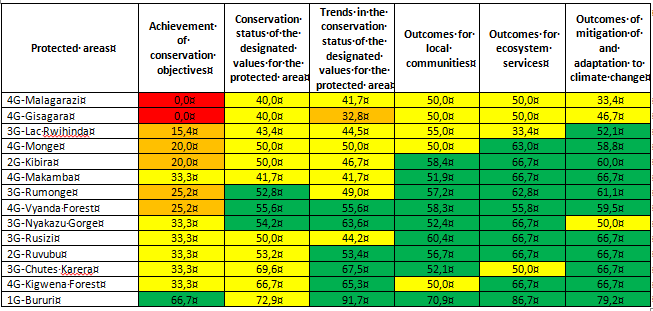 Protected areas¤ Achievement of conservation objectives¤ Conservation status of the designated values for the protected area¤ Trends in the conservation status of the designated values for the protected area¤ Outcomes for local communities¤ Outcomes for ecosystem services¤ Outcomes of mitigation of and adaptation to climate change¤
4G-Malagarazi¤ 0,0¤ 40,0¤ 41,7¤ 50,0¤ 50,0¤ 33,4¤
4G-Gisagara¤ 0,0¤ 40,0¤ 32,8¤ 50,0¤ 50,0¤ 46,7¤
3G-Lac Rwihinda¤ 15,4¤ 43,4¤ 44,5¤ 55,0¤ 33,4¤ 52,1¤
4G-Monge¤ 20,0¤ 50,0¤ 50,0¤ 50,0¤ 63,0¤ 58,8¤
2G-Kibira¤ 20,0¤ 50,0¤ 46,7¤ 58,4¤ 66,7¤ 60,0¤
4G-Makamba¤ 33,3¤ 41,7¤ 41,7¤ 51,9¤ 66,7¤ 66,7¤
3G-Rumonge¤ 25,2¤ 52,8¤ 49,0¤ 57,2¤ 62,8¤ 61,1¤
4G-Vyanda Forest¤ 25,2¤ 55,6¤ 55,6¤ 58,3¤ 55,8¤ 59,5¤
3G-Nyakazu Gorge¤ 33,3¤ 54,2¤ 63,6¤ 52,4¤ 66,7¤ 50,0¤
3G-Rusizi¤ 33,3¤ 50,0¤ 44,2¤ 60,4¤ 66,7¤ 66,7¤
2G-Ruvubu¤ 33,3¤ 53,2¤ 53,4¤ 56,7¤ 66,7¤ 66,7¤
3G-Chutes Karera¤ 33,3¤ 69,6¤ 67,5¤ 52,1¤ 50,0¤ 66,7¤
4G-Kigwena Forest¤ 33,3¤ 66,7¤ 65,3¤ 50,0¤ 66,7¤ 66,7¤
1G-Bururi¤ 66,7¤ 72,9¤ 91,7¤ 70,9¤ 86,7¤ 79,2¤